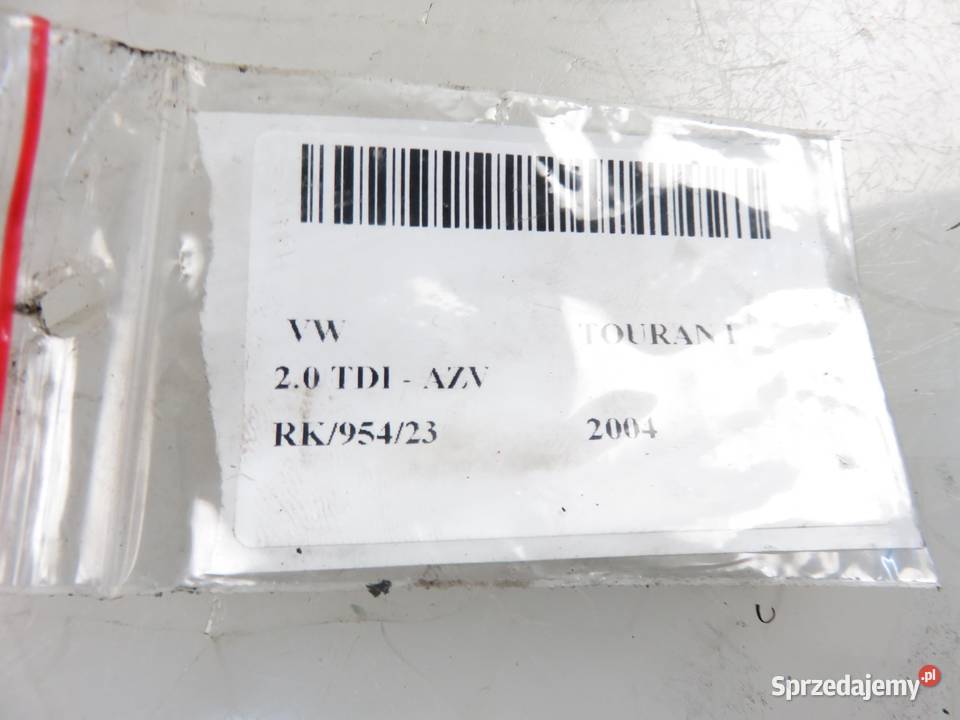 VW TOURAN I
2.0 TDI - AZV
RK/954/23 2004
Sprzedajemy.pl